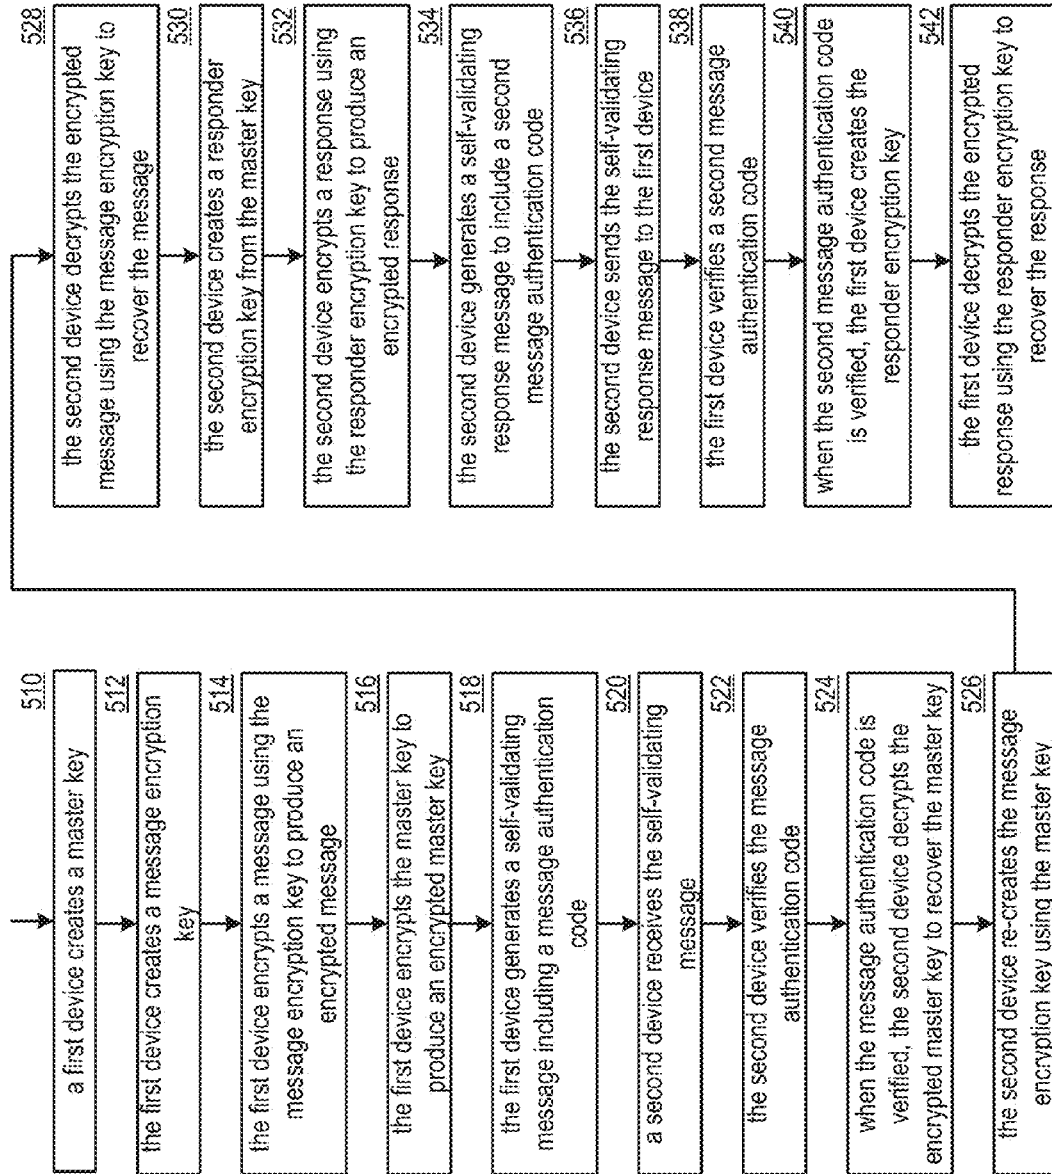 510
a first device creates a master key
512
the first device creates a message encryption
key
514
the first device encrypts a message using the
message encryption key to produce an
encrypted message
516
the first device encrypts the master key to
produce an encrypted master key
518
the first device generates a self-validating
message including a message authentication
code
520
a second device receives the self-validating
message
522
the second device verifies the message
authentication code
524
when the message authentication code is
verified, the second device decrypts the
encrypted master key to recover the master key
526
the second device re-creates the message
encryption key using the master key
528
the second device decrypts the encrypted
message using the message encryption key to
recover the message
530
the second device creates a responder
encryption key from the master key
532
the second device encrypts a response using
the responder encryption key to produce an
encrypted response
534
the second device generates a self-validating
response message to include a second
message authentication code
536
the second device sends the self-validating
response message to the first device
538
the first device verifies a second message
authentication code
540
when the second message authentication code
is verified, the first device creates the
responder encryption key
542
the first device decrypts the encrypted
response using the responder encryption key to
recover the response